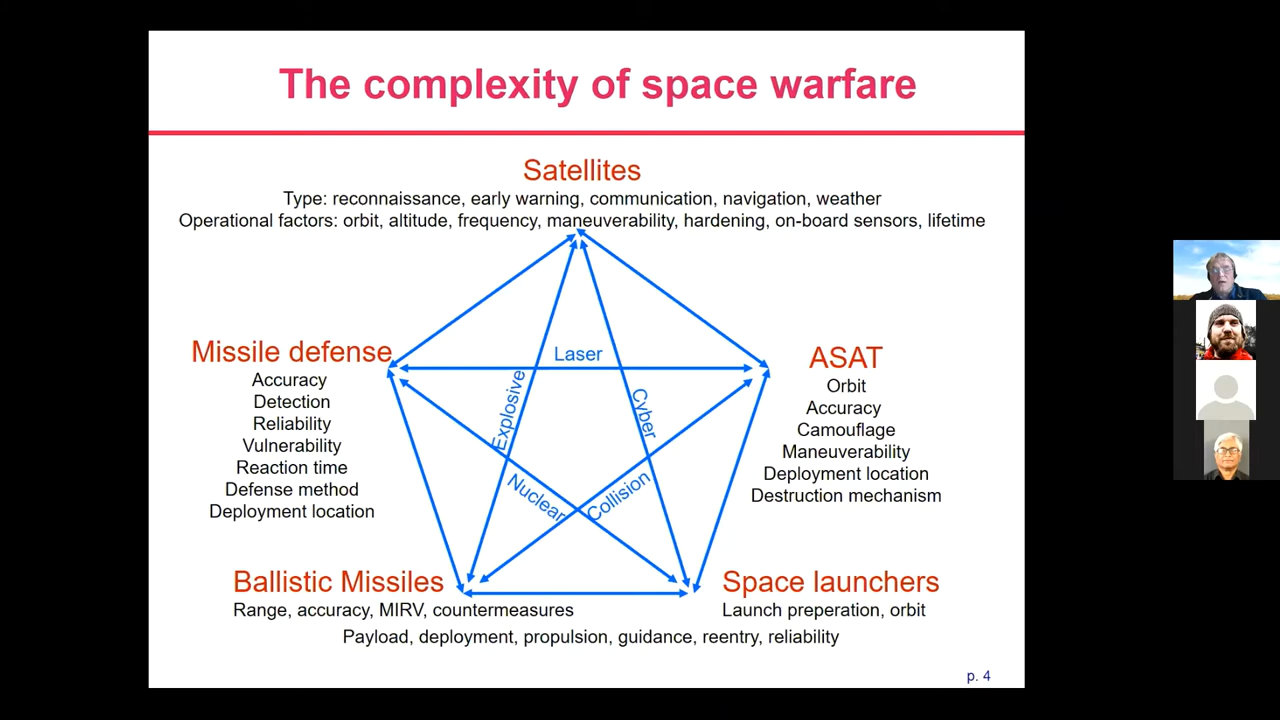 The complexity of space warfare
Satellites
Type: reconnaissance, early warning, communication, navigation, weather
Operational factors: orbit, altitude, frequency, maneuverability, hardening, on-board sensors, lifetime
Missile defense
Accuracy
Detection
Reliability
Vulnerability
Reaction time
Defense method
Deployment location
Laser
Explosive
Cyber
Nuclear
Collision
ASAT
Orbit
Accuracy
Camouflage
Maneuverability
Deployment location
Destruction mechanism
Ballistic Missiles
Range, accuracy, MIRV, countermeasures
Space launchers
Launch preperation, orbit
Payload, deployment, propulsion, guidance, reentry, reliability
p. 4